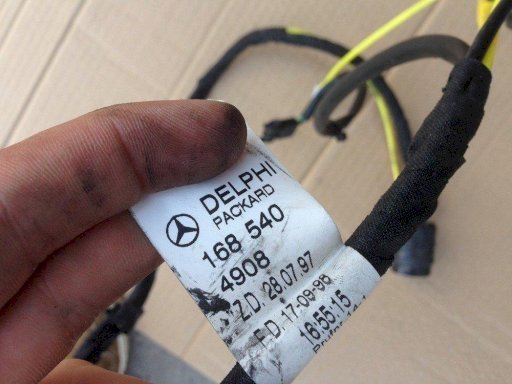 DELPHI
PACKARD
168 540
4908
Z.D. 28.07.97
F.D. 17-09-98
16:55:15